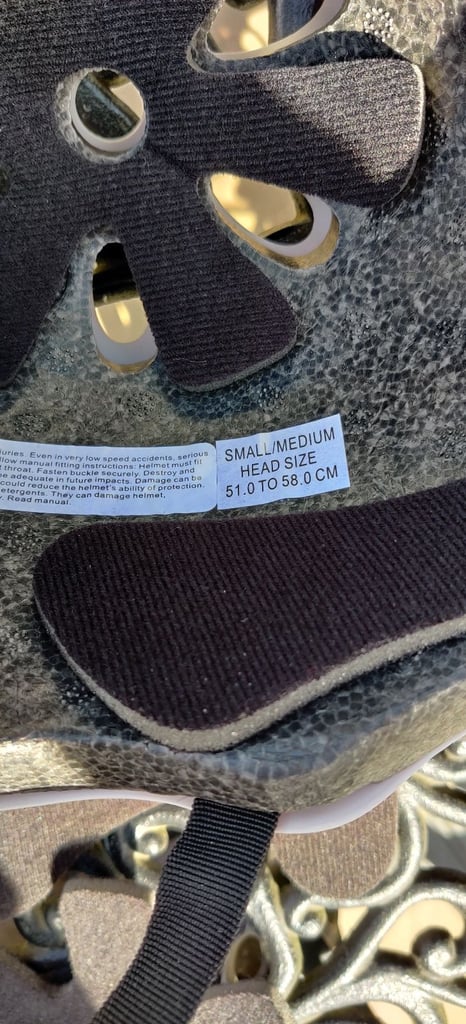 uries. Even in very low speed accidents, serious
llow manual fitting instructions: Helmet must fit
t throat. Fasten buckle securely. Destroy and
e adequate in future impacts. Damage can be
could reduce the helmet's ability of protection.
etergents. They can damage helmet,
. Read manual.
SMALL/MEDIUM
HEAD SIZE
51.0 TO 58.0 CM